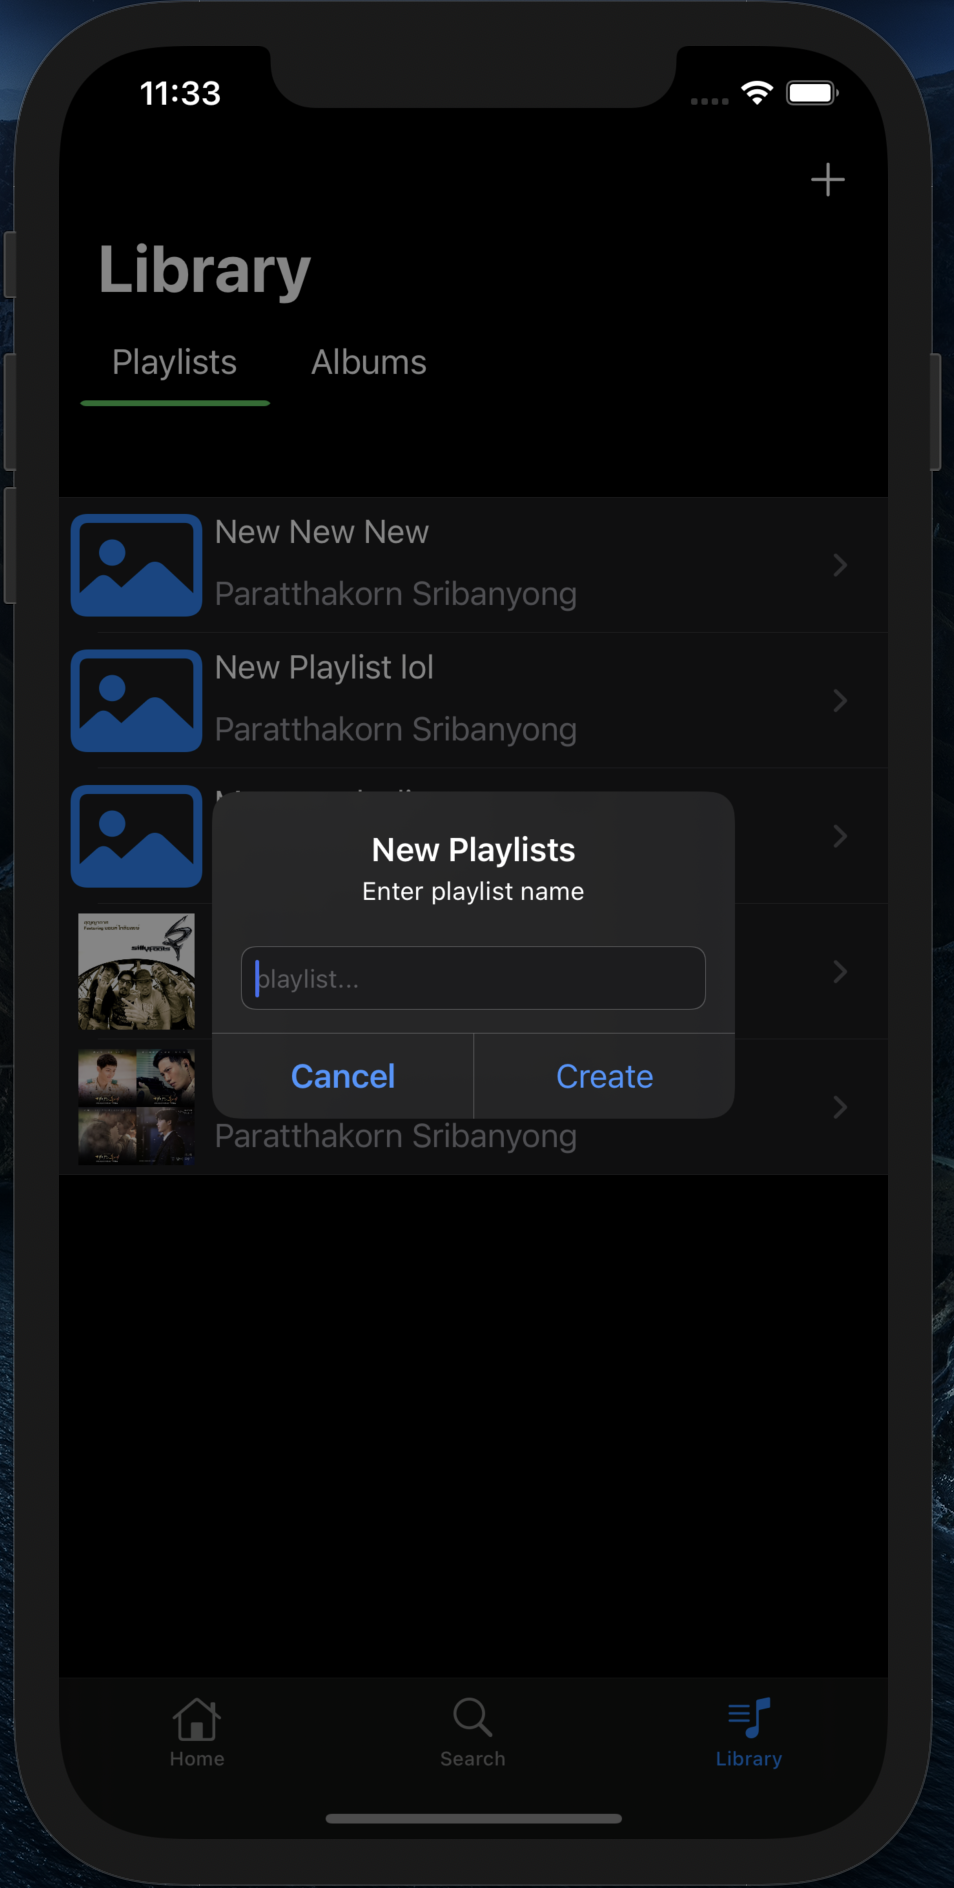 11:33
Library
Playlists
Albums
New New New
Paratthakorn Sribanyong
New Playlist lol
Paratthakorn Sribanyong
New Playlists
Enter playlist name
playlist...
Cancel
Create
Paratthakorn Sribanyong
Home
Search
Library